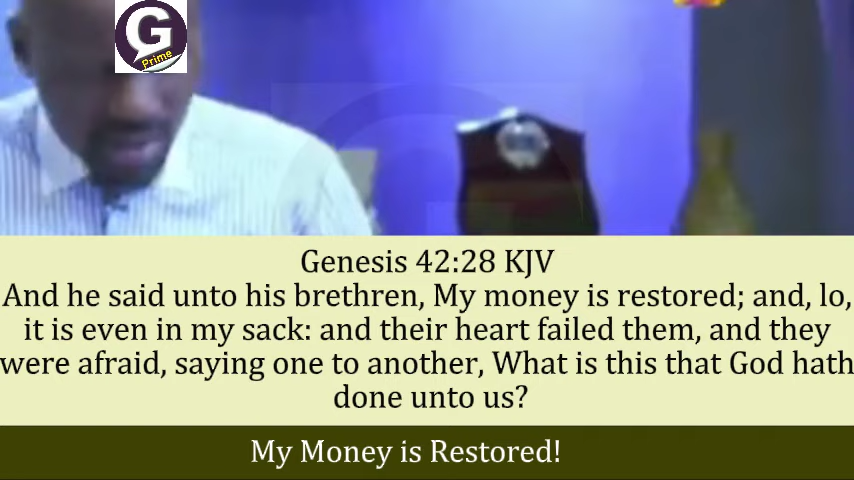 G
Prime
Genesis 42:28 KJV
And he said unto his brethren, My money is restored; and, lo,
it is even in my sack: and their heart failed them, and they
were afraid, saying one to another, What is this that God hath
done unto us?
My Money is Restored!